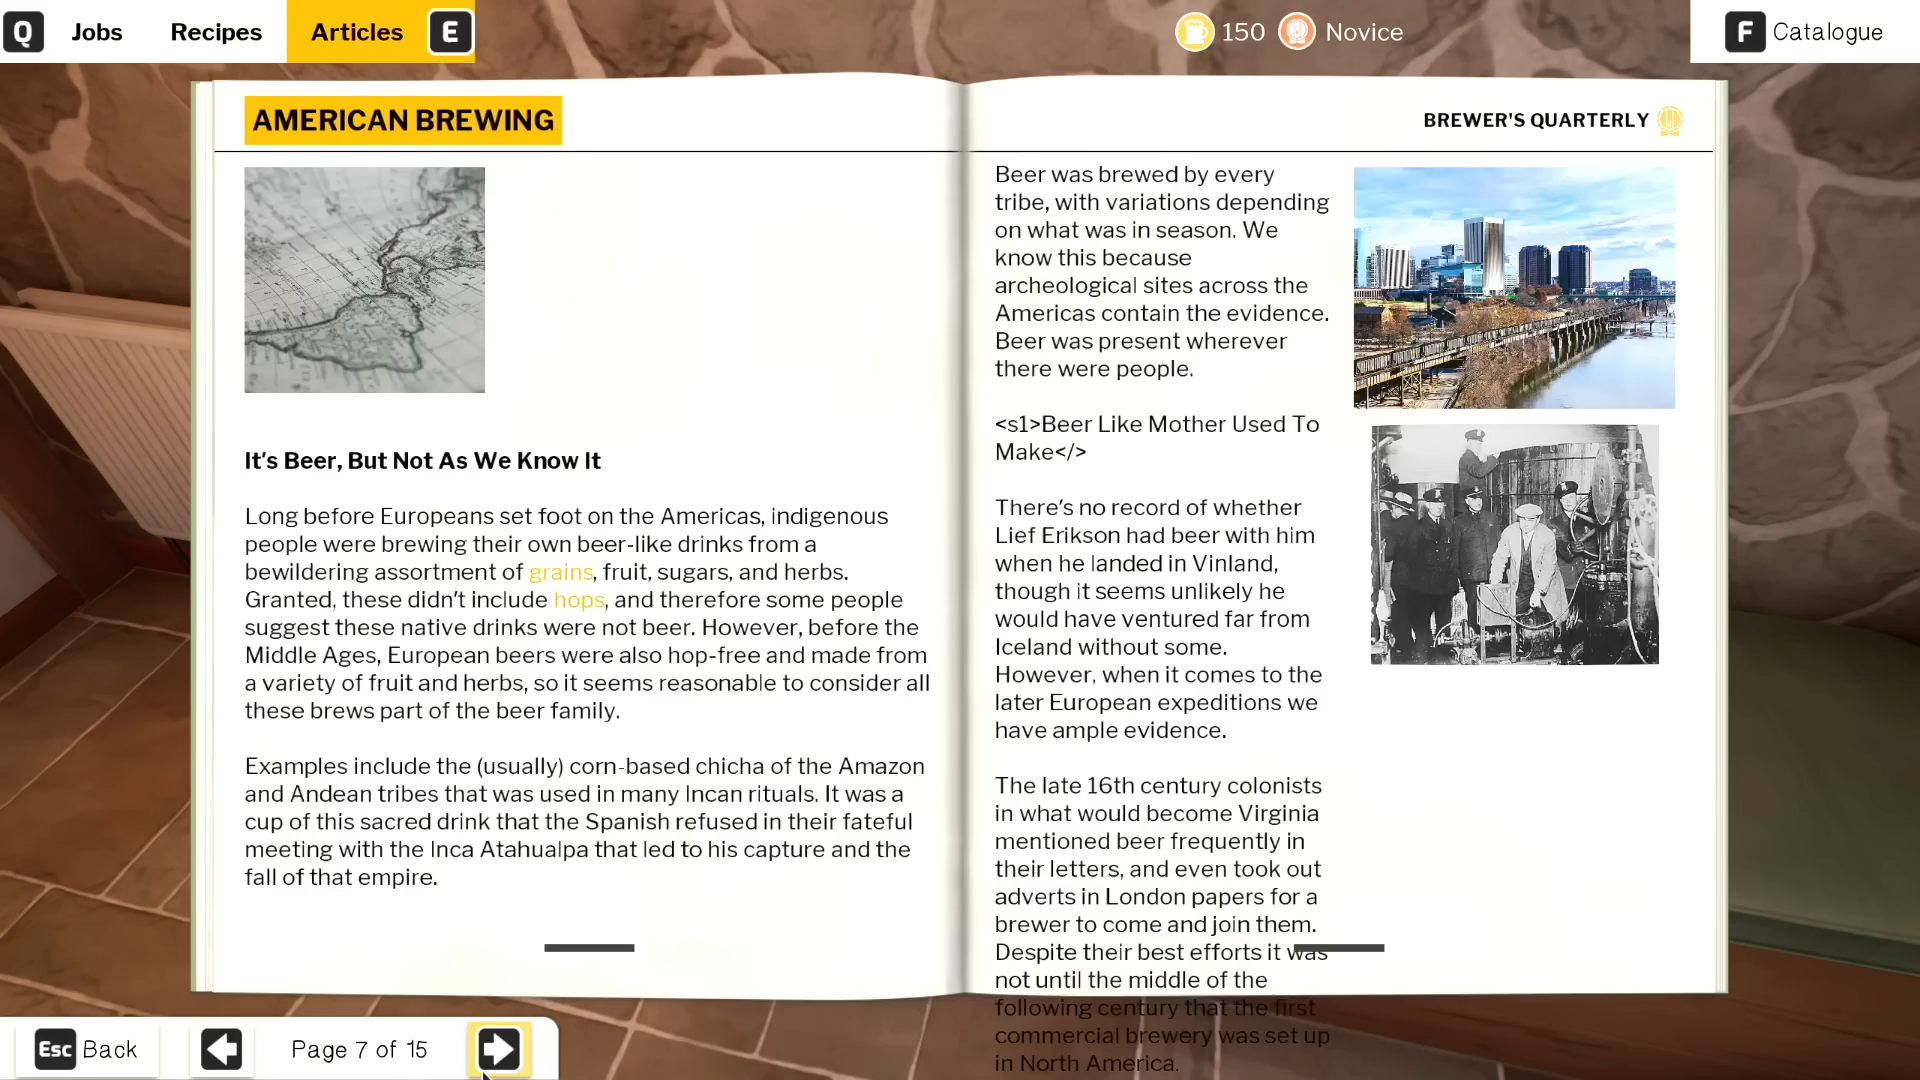 Q Jobs Recipes Articles E
150 Novice
F Catalogue
AMERICAN BREWING
BREWER'S QUARTERLY
It's Beer, But Not As We Know It
Long before Europeans set foot on the Americas, indigenous
people were brewing their own beer-like drinks from a
bewildering assortment of grains, fruit, sugars, and herbs.
Granted, these didn't include hops, and therefore some people
suggest these native drinks were not beer. However, before the
Middle Ages, European beers were also hop-free and made from
a variety of fruit and herbs, so it seems reasonable to consider all
these brews part of the beer family.
Examples include the (usually) corn-based chicha of the Amazon
and Andean tribes that was used in many Incan rituals. It was a
cup of this sacred drink that the Spanish refused in their fateful
meeting with the Inca Atahualpa that led to his capture and the
fall of that empire.
Beer was brewed by every
tribe, with variations depending
on what was in season. We
know this because
archeological sites across the
Americas contain the evidence.
Beer was present wherever
there were people.
<s1>Beer Like Mother Used To
Make</>
There's no record of whether
Lief Erikson had beer with him
when he landed in Vinland,
though it seems unlikely he
would have ventured far from
Iceland without some.
However, when it comes to the
later European expeditions we
have ample evidence.
The late 16th century colonists
in what would become Virginia
mentioned beer frequently in
their letters, and even took out
adverts in London papers for a
brewer to come and join them.
Despite their best efforts it was
not until the middle of the
following century that the first
commercial brewery was set up
in North America.
Esc Back
Page 7 of 15